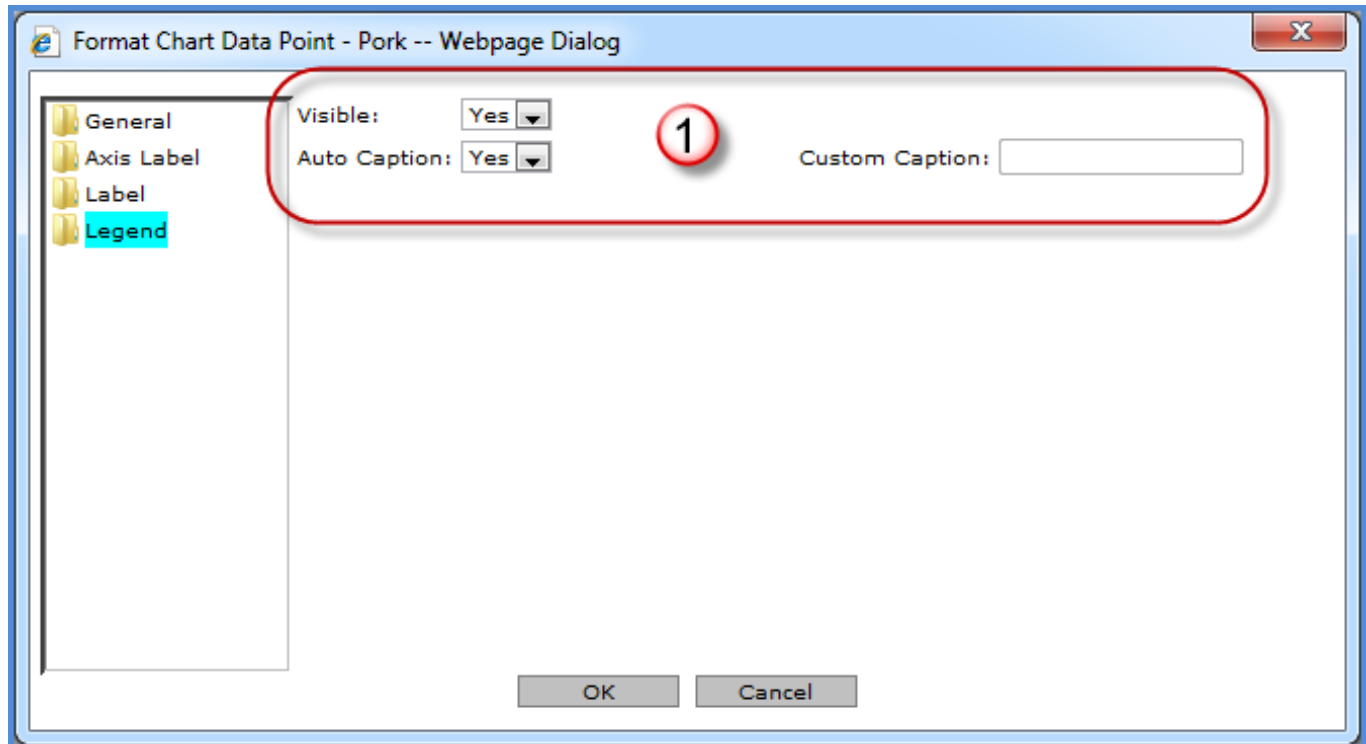 Format Chart Data Point - Pork -- Webpage Dialog
X
General
Axis Label
Label
Legend
Visible: Yes
1
Auto Caption: Yes Custom Caption:
OK Cancel